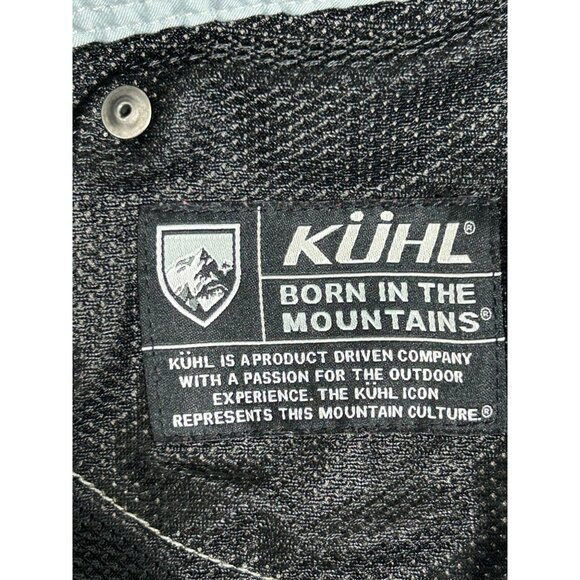 KÜHL®
BORN IN THE
MOUNTAINS®
KÜHL IS A PRODUCT DRIVEN COMPANY
WITH A PASSION FOR THE OUTDOOR
EXPERIENCE. THE KÜHL ICON
REPRESENTS THIS MOUNTAIN CULTURE.®